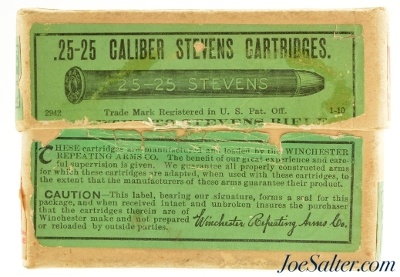 .25-25 CALIBER STEVENS CARTRIDGES.
25-25 STEVENS
2942 Trade Mark Registered in U. S. Pat. Off. 1-10
STEVENS RIFLE
THESE cartridges are manufactured and loaded by the WINCHESTER
REPEATING ARMS CO. The benefit of our great experience and care-
ful supervision is given. We guarantee all properly constructed arms
for which these cartridges are adapted, when used with these cartridges, to
the extent that the manufacturers of these arms guarantee their product.
CAUTION—This label, bearing our signature, forms a seal for this
package, and when received intact and unbroken insures the purchaser
that the cartridges therein are of
Winchester make and not prepared
or reloaded by outside parties.
Winchester Repeating Arms Co.
JoeSalter.com